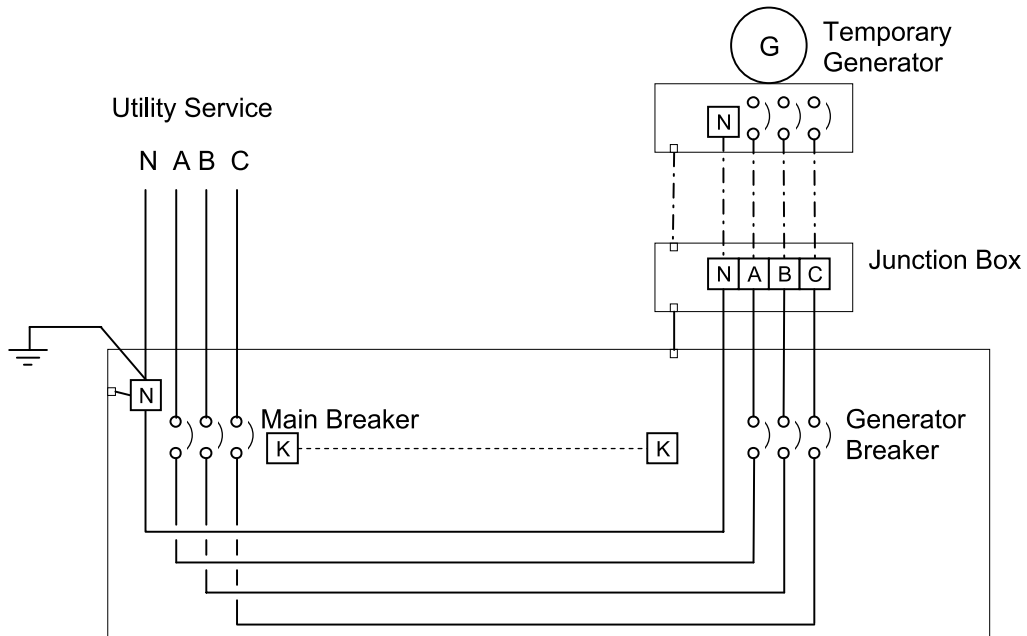 G
Temporary
Generator
N
Utility Service
N A B C
Junction Box
N A B C
N
Main Breaker
Generator
Breaker
K
K